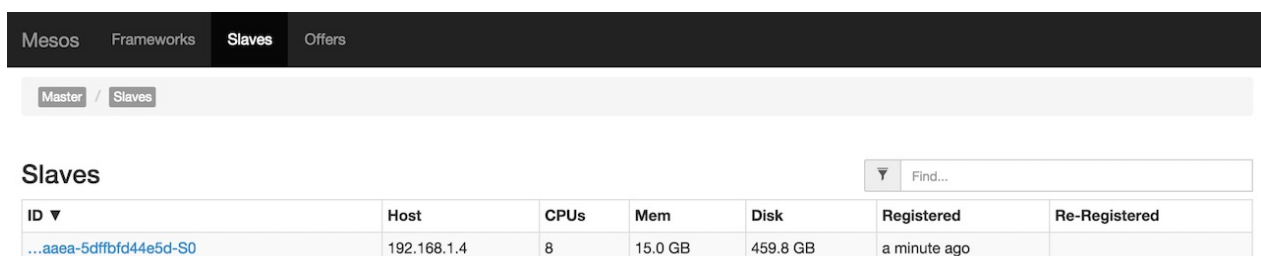 Mesos Frameworks Slaves Offers
Master / Slaves
Slaves
Find...
ID ▼ Host CPUs Mem Disk Registered Re-Registered
…aaea-5dffbfd44e5d-S0 192.168.1.4 8 15.0 GB 459.8 GB a minute ago